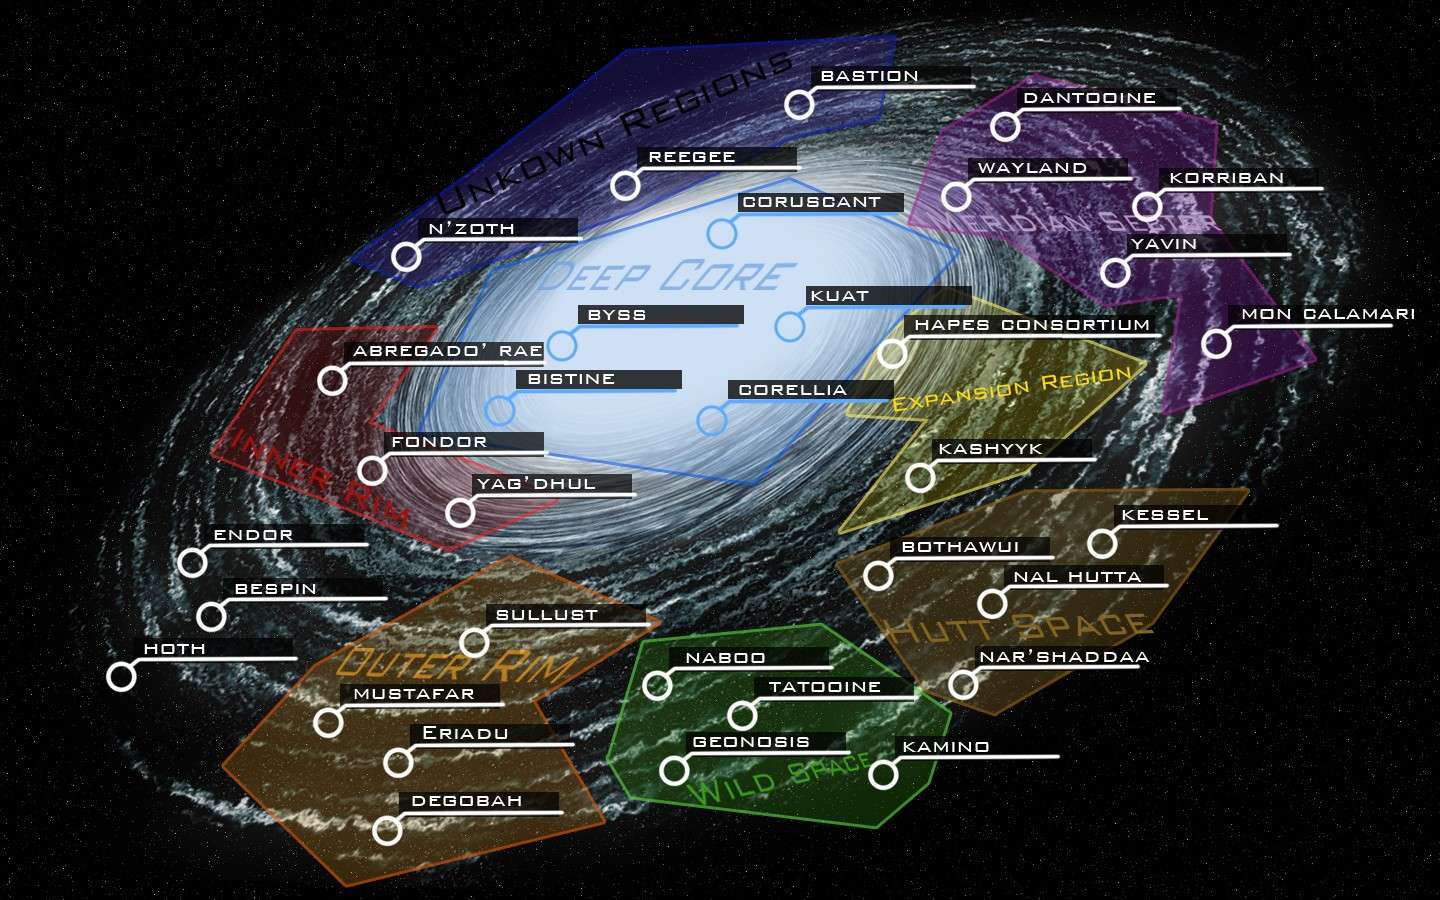 BASTION
DANTOOINE
UNKOWN REGIONS
REEGEE
WAYLAND
KORRIBAN
CORUSCANT
N'ZOTH
MERIDIAN SECTER
YAVIN
DEEP CORE
KUAT
BYSS
HAPES CONSORTIUM
MON CALAMARI
ABREGADO' RAE
BISTINE
CORELLIA
EXPANSION REGION
FONDOR
INNER RIM
KASHYYK
YAG'DHUL
KESSEL
ENDOR
BOTHAWUI
NAL HUTTA
BESPIN
SULLUST
HUTT SPACE
HOTH
NABOO
NAR'SHADDAA
OUTER RIM
MUSTAFAR
TATOOINE
ERIADU
GEONOSIS
KAMINO
WILD SPACE
DEGOBAH